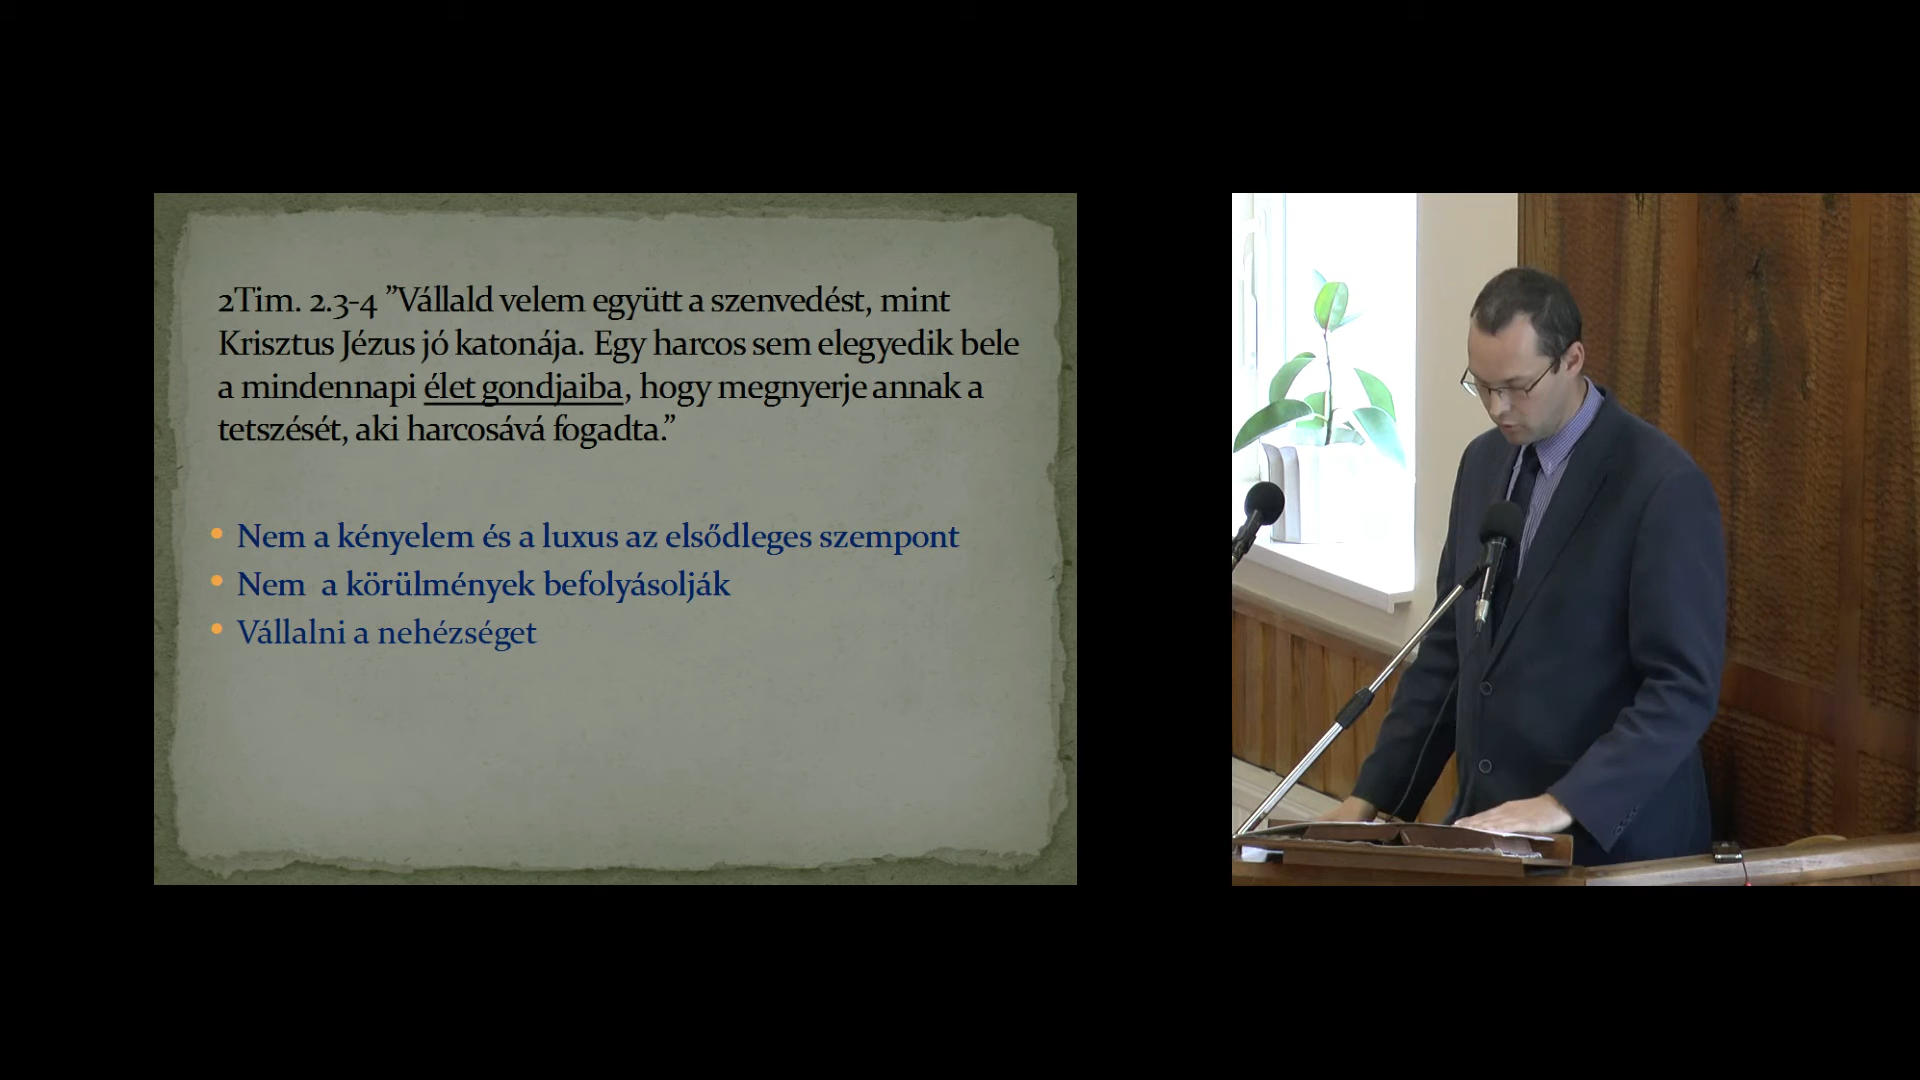 2Tim. 2.3-4 ”Vállald velem együtt a szenvedést, mint
Krisztus Jézus jó katonája. Egy harcos sem elegyedik bele
a mindennapi élet gondjaiba, hogy megnyerje annak a
tetszését, aki harcosává fogadta.”
• Nem a kényelem és a luxus az elsődleges szempont
• Nem  a körülmények befolyásolják
• Vállalni a nehézséget